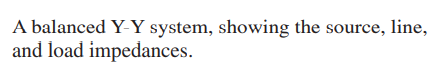 A balanced Y-Y system, showing the source, line,
and load impedances.